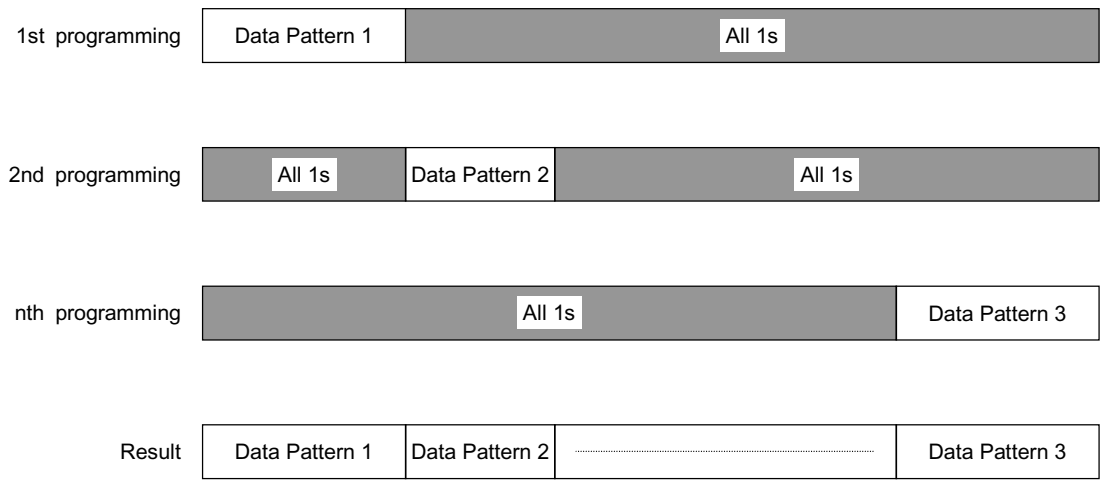 1st programming Data Pattern 1 All 1s
2nd programming All 1s Data Pattern 2 All 1s
nth programming All 1s Data Pattern 3
Result Data Pattern 1 Data Pattern 2 Data Pattern 3